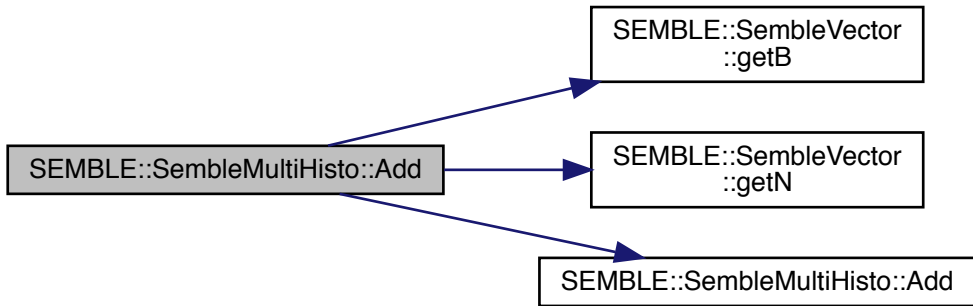 SEMBLE::SembleMultiHisto::Add
SEMBLE::SembleVector
::getB
SEMBLE::SembleVector
::getN
SEMBLE::SembleMultiHisto::Add